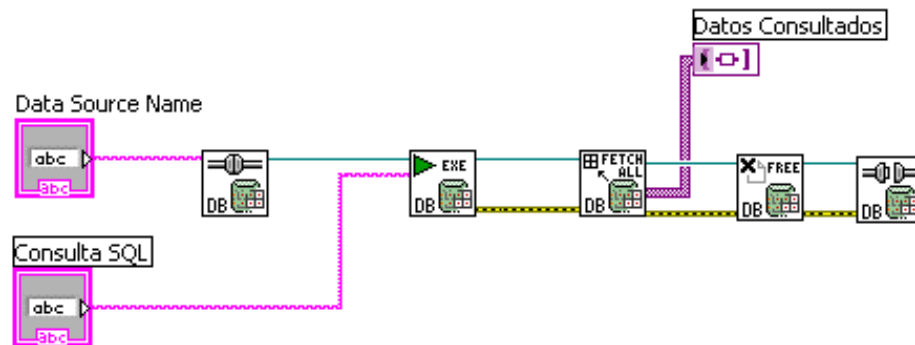 Datos Consultados
Data Source Name
abc
abc
DB
EXE
DB
FETCH
ALL
DB
FREE
DB
DB
Consulta SQL
abc
abc